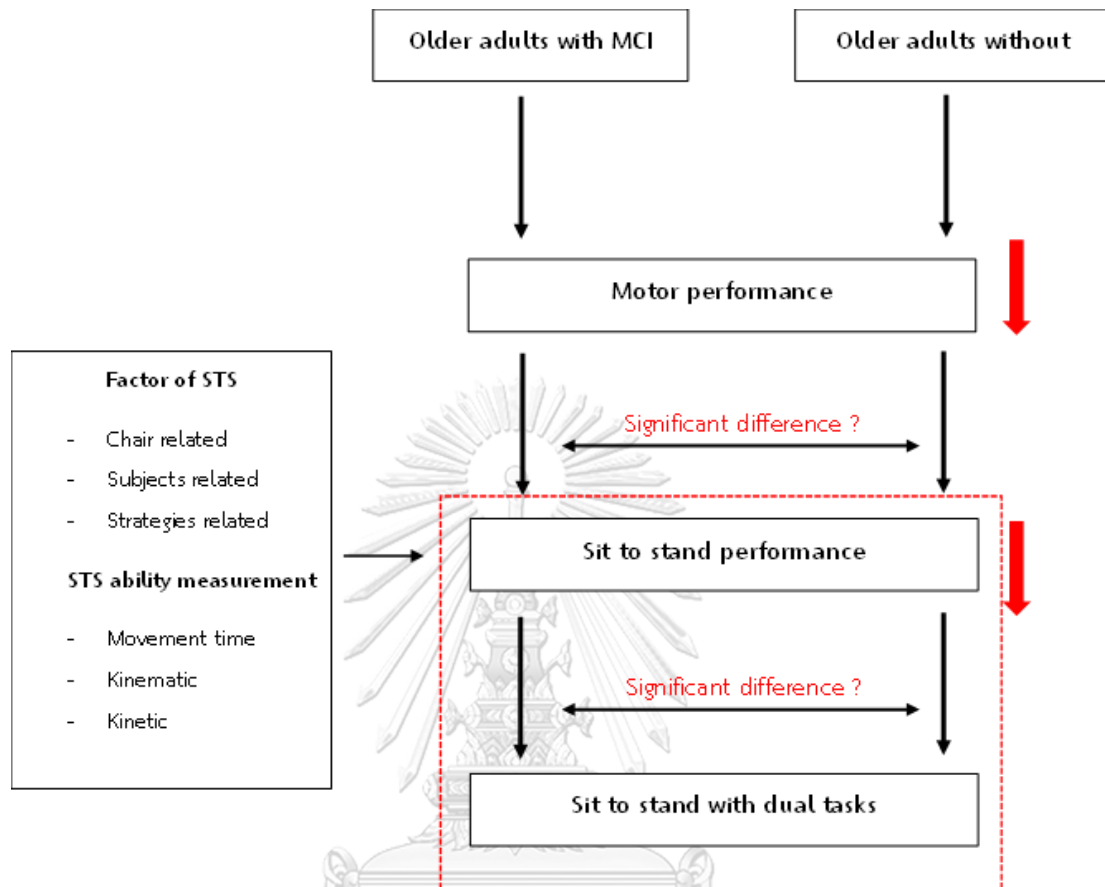 Older adults with MCI
Older adults without
Motor performance
Factor of STS
- Chair related
- Subjects related
- Strategies related
STS ability measurement
- Movement time
- Kinematic
- Kinetic
Significant difference ?
Sit to stand performance
Significant difference ?
Sit to stand with dual tasks